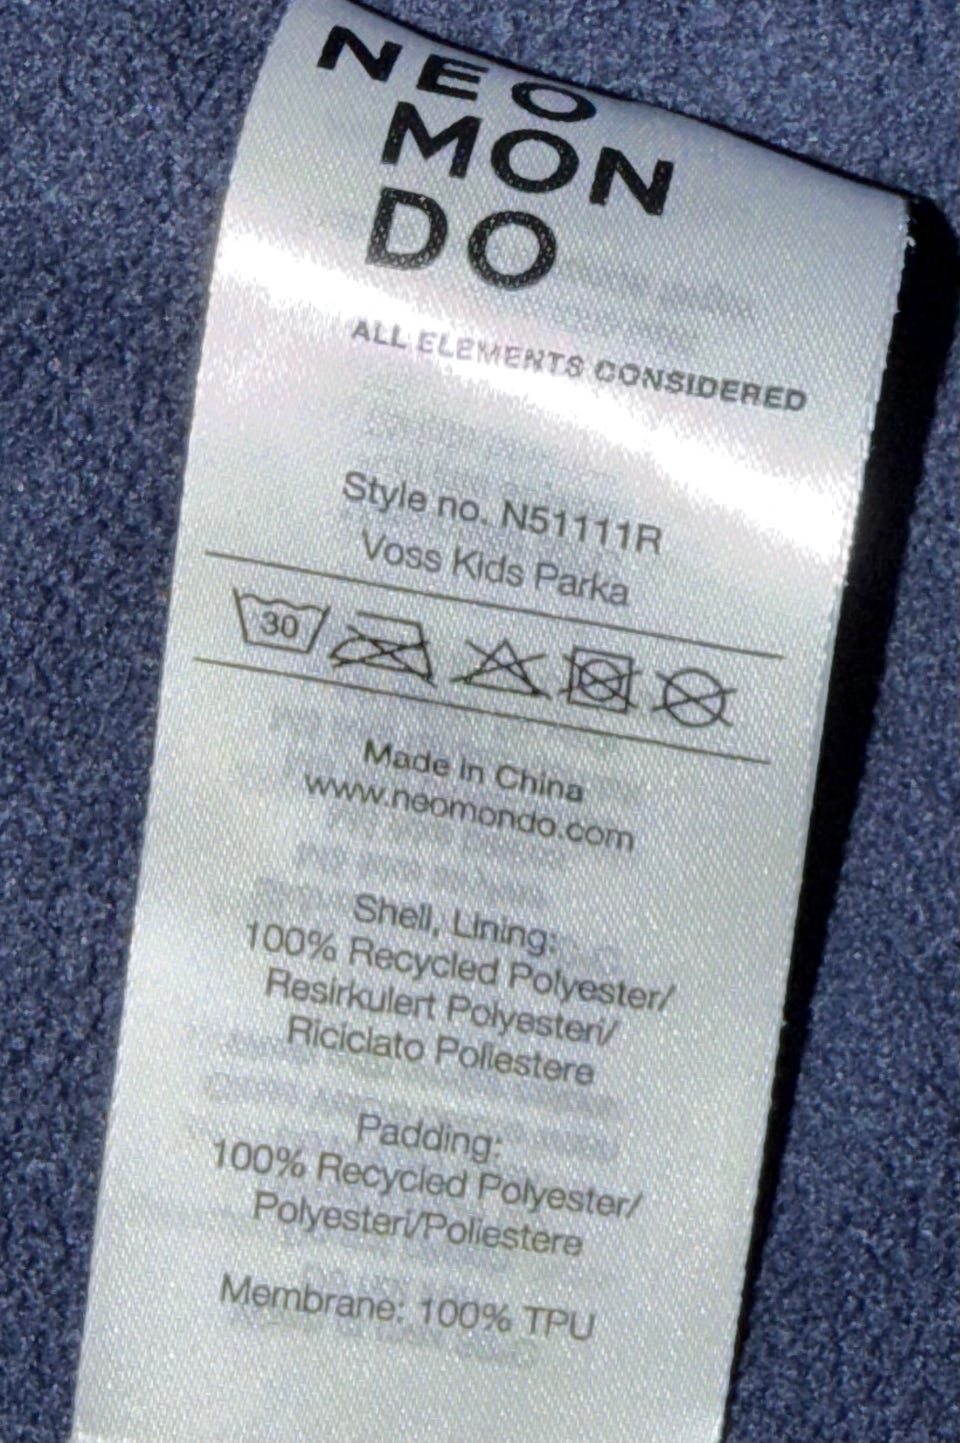 NEO
MON
DO
ALL ELEMENTS CONSIDERED
Style no. N51111R
Voss Kids Parka
30
Made in China
www.neomondo.com
Shell, Lining:
100% Recycled Polyester/
Resirkulert Polyesteri/
Riciclato Poliestere
Padding:
100% Recycled Polyester/
Polyesteri/Poliestere
Membrane: 100% TPU